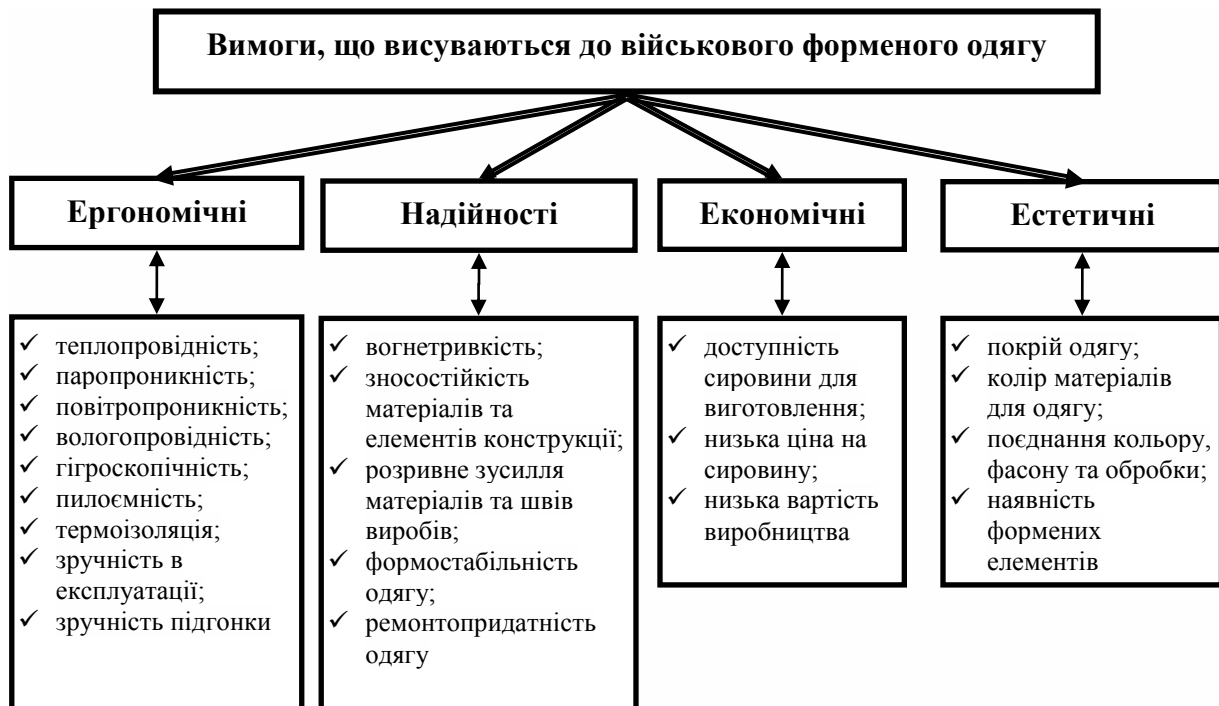 Вимоги, що висуваються до військового форменого одягу
Ергономічні
Надійності
Економічні
Естетичні
✓ теплопровідність;
✓ паропроникність;
✓ повітропроникність;
✓ вологопровідність;
✓ гігроскопічність;
✓ пилоємність;
✓ термоізоляція;
✓ зручність в
експлуатації;
✓ зручність підгонки
✓ вогнетривкість;
✓ зносостійкість
матеріалів та
елементів конструкції;
✓ розривне зусилля
матеріалів та швів
виробів;
✓ формостабільність
одягу;
✓ ремонтопридатність
одягу
✓ доступність
сировини для
виготовлення;
✓ низька ціна на
сировину;
✓ низька вартість
виробництва
✓ покрій одягу;
✓ колір матеріалів
для одягу;
✓ поєднання кольору,
фасону та обробки;
✓ наявність
формених
елементів